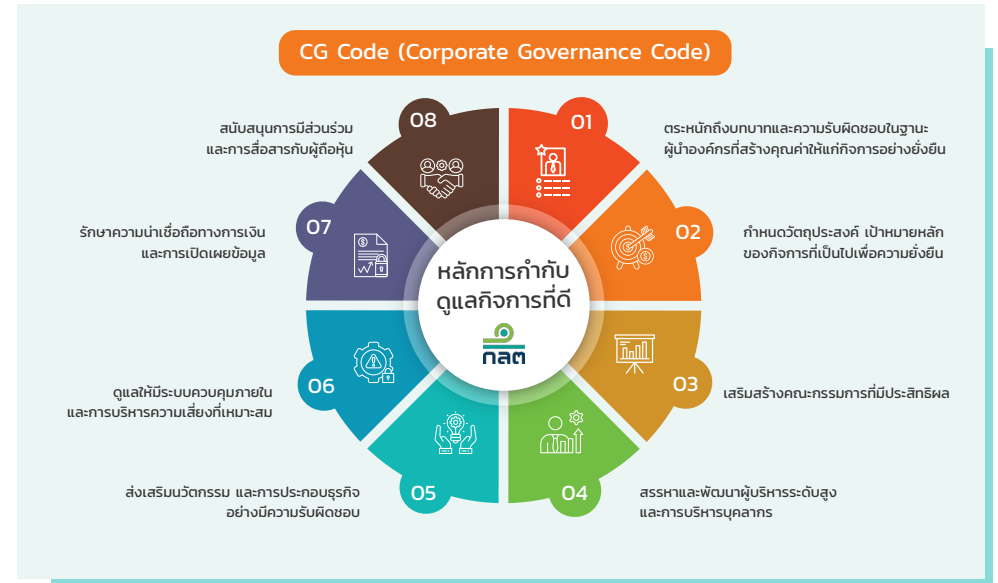 CG Code (Corporate Governance Code)
หลักการกำกับ
ดูแลกิจการที่ดี
กลต
01
ตระหนักถึงบทบาทและความรับผิดชอบในฐานะ
ผู้นำองค์กรที่สร้างคุณค่าให้แก่กิจการอย่างยั่งยืน
02
กำหนดวัตถุประสงค์ เป้าหมายหลัก
ของกิจการที่เป็นไปเพื่อความยั่งยืน
03
เสริมสร้างคณะกรรมการที่มีประสิทธิผล
04
สรรหาและพัฒนาผู้บริหารระดับสูง
และการบริหารบุคลากร
05
ส่งเสริมนวัตกรรม และการประกอบธุรกิจ
อย่างมีความรับผิดชอบ
06
ดูแลให้มีระบบควบคุมภายใน
และการบริหารความเสี่ยงที่เหมาะสม
07
รักษาความน่าเชื่อถือทางการเงิน
และการเปิดเผยข้อมูล
08
สนับสนุนการมีส่วนร่วม
และการสื่อสารกับผู้ถือหุ้น